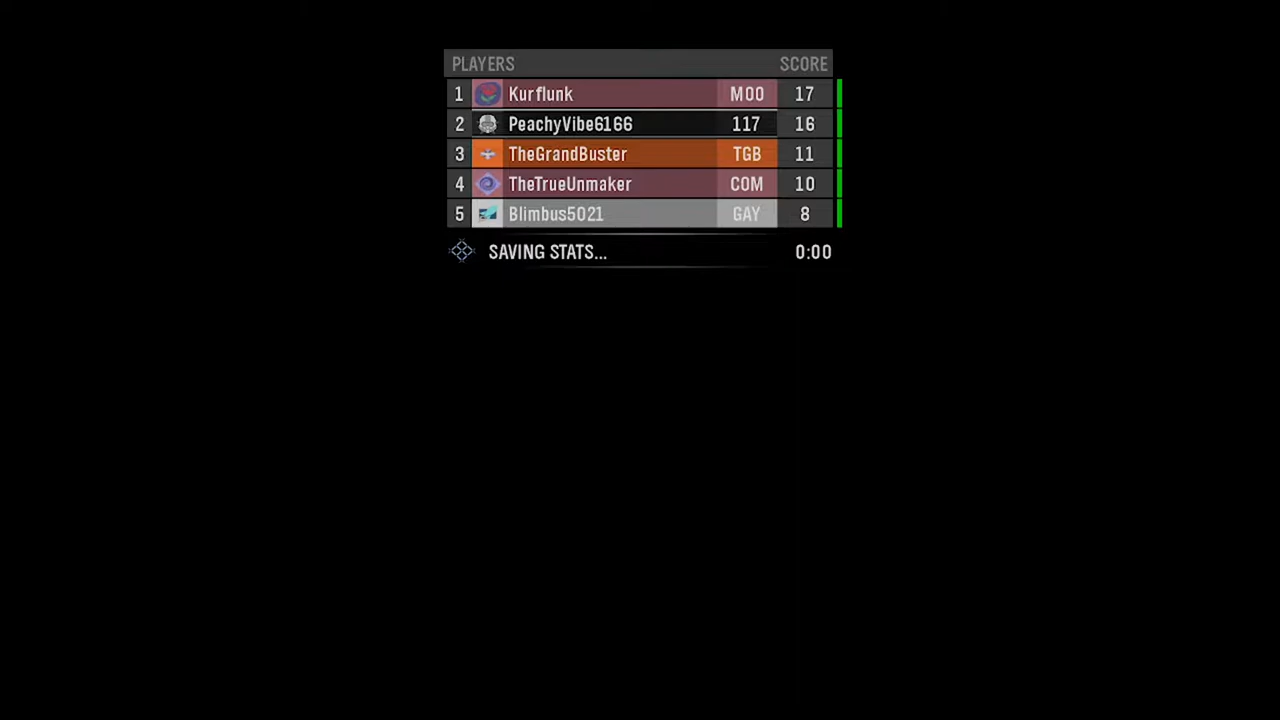 PLAYERS SCORE
1 Kurflunk M00 17
2 PeachyVibe6166 117 16
3 TheGrandBuster TGB 11
4 TheTrueUnmaker COM 10
5 Blimbus5021 GAY 8
SAVING STATS... 0:00